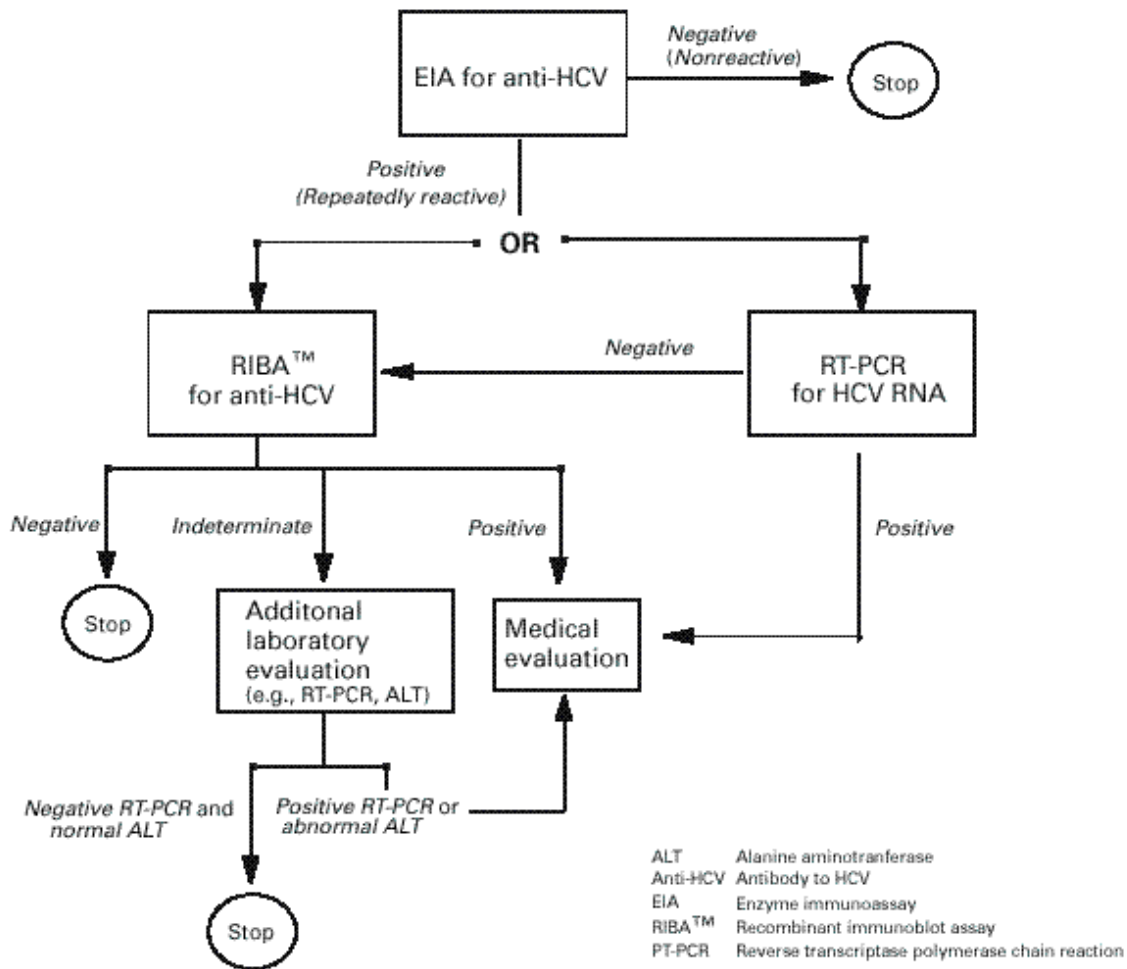 EIA for anti-HCV
Negative
(Nonreactive)
Stop
Positive
(Repeatedly reactive)
OR
RIBA™
for anti-HCV
Negative
RT-PCR
for HCV RNA
Negative
Indeterminate
Positive
Positive
Stop
Additonal
laboratory
evaluation
(e.g., RT-PCR, ALT)
Medical
evaluation
Negative RT-PCR and
normal ALT
Positive RT-PCR or
abnormal ALT
Stop
ALT Alanine aminotranferase
Anti-HCV Antibody to HCV
EIA Enzyme immunoassay
RIBA™ Recombinant immunoblot assay
PT-PCR Reverse transcriptase polymerase chain reaction